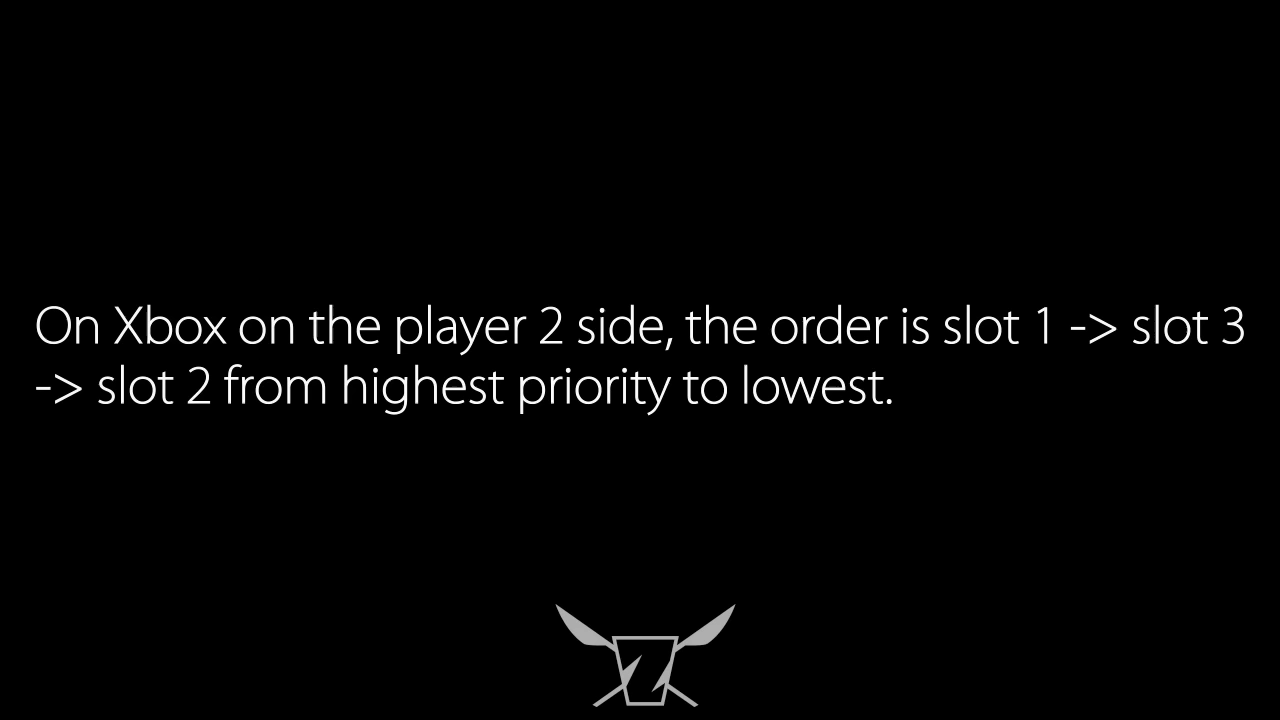 On Xbox on the player 2 side, the order is slot 1 -> slot 3
-> slot 2 from highest priority to lowest.